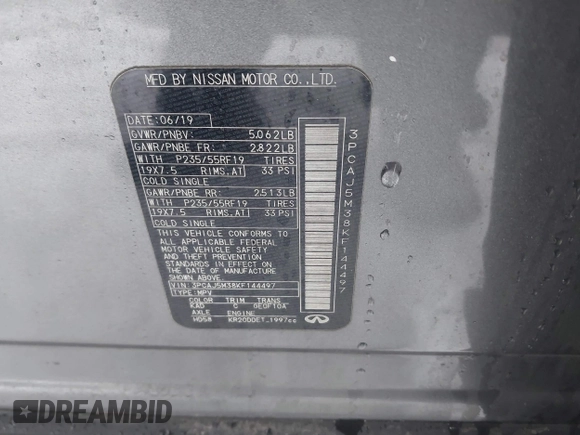 MFD BY NISSAN MOTOR CO.,LTD.
DATE: 06/19
GVWR/PNBV: 5,062LB
GAWR/PNBE FR: 2,822LB
WITH P235/55RF19 TIRES
19X7.5 RIMS,AT 33 PSI
COLD SINGLE
GAWR/PNBE RR: 2,513LB
WITH P235/55RF19 TIRES
19X7.5 RIMS,AT 33 PSI
COLD SINGLE
THIS VEHICLE CONFORMS TO
ALL APPLICABLE FEDERAL
MOTOR VEHICLE SAFETY
AND THEFT PREVENTION
STANDARDS IN EFFECT ON
THE DATE OF MANUFACTURE
SHOWN ABOVE.
VIN: 3PCAJ5M38KF144497
TYPE: MPV
COLOR TRIM TRANS
KAD C GE0F10A
AXLE ENGINE
HD58 KR20DDET 1997cc
3PCAJ5M38KF144497
INFINITI
DREAMBID